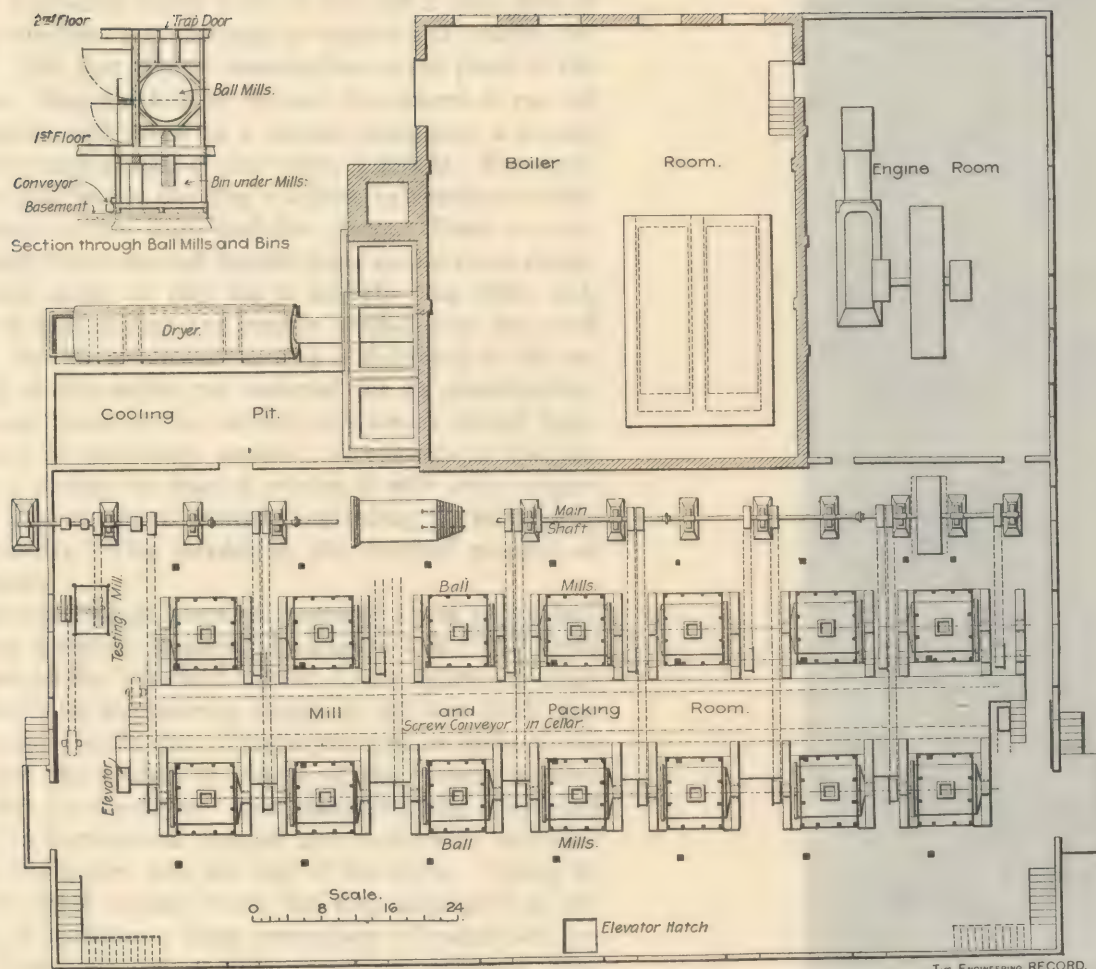 2nd Floor
Trap Door
Ball Mills.
1st Floor
Conveyor
Bin under Mills:
Basement
Section through Ball Mills and Bins
Boiler Room.
Engine Room
Dryer.
Cooling Pit.
Main
Shaft
Testing Mill.
Ball Mills.
Mill and Packing Room.
Screw Conveyor in Cellar.
Elevator
Ball Mills.
Scale.
0 8 16 24
Elevator Hatch
THE ENGINEERING RECORD.